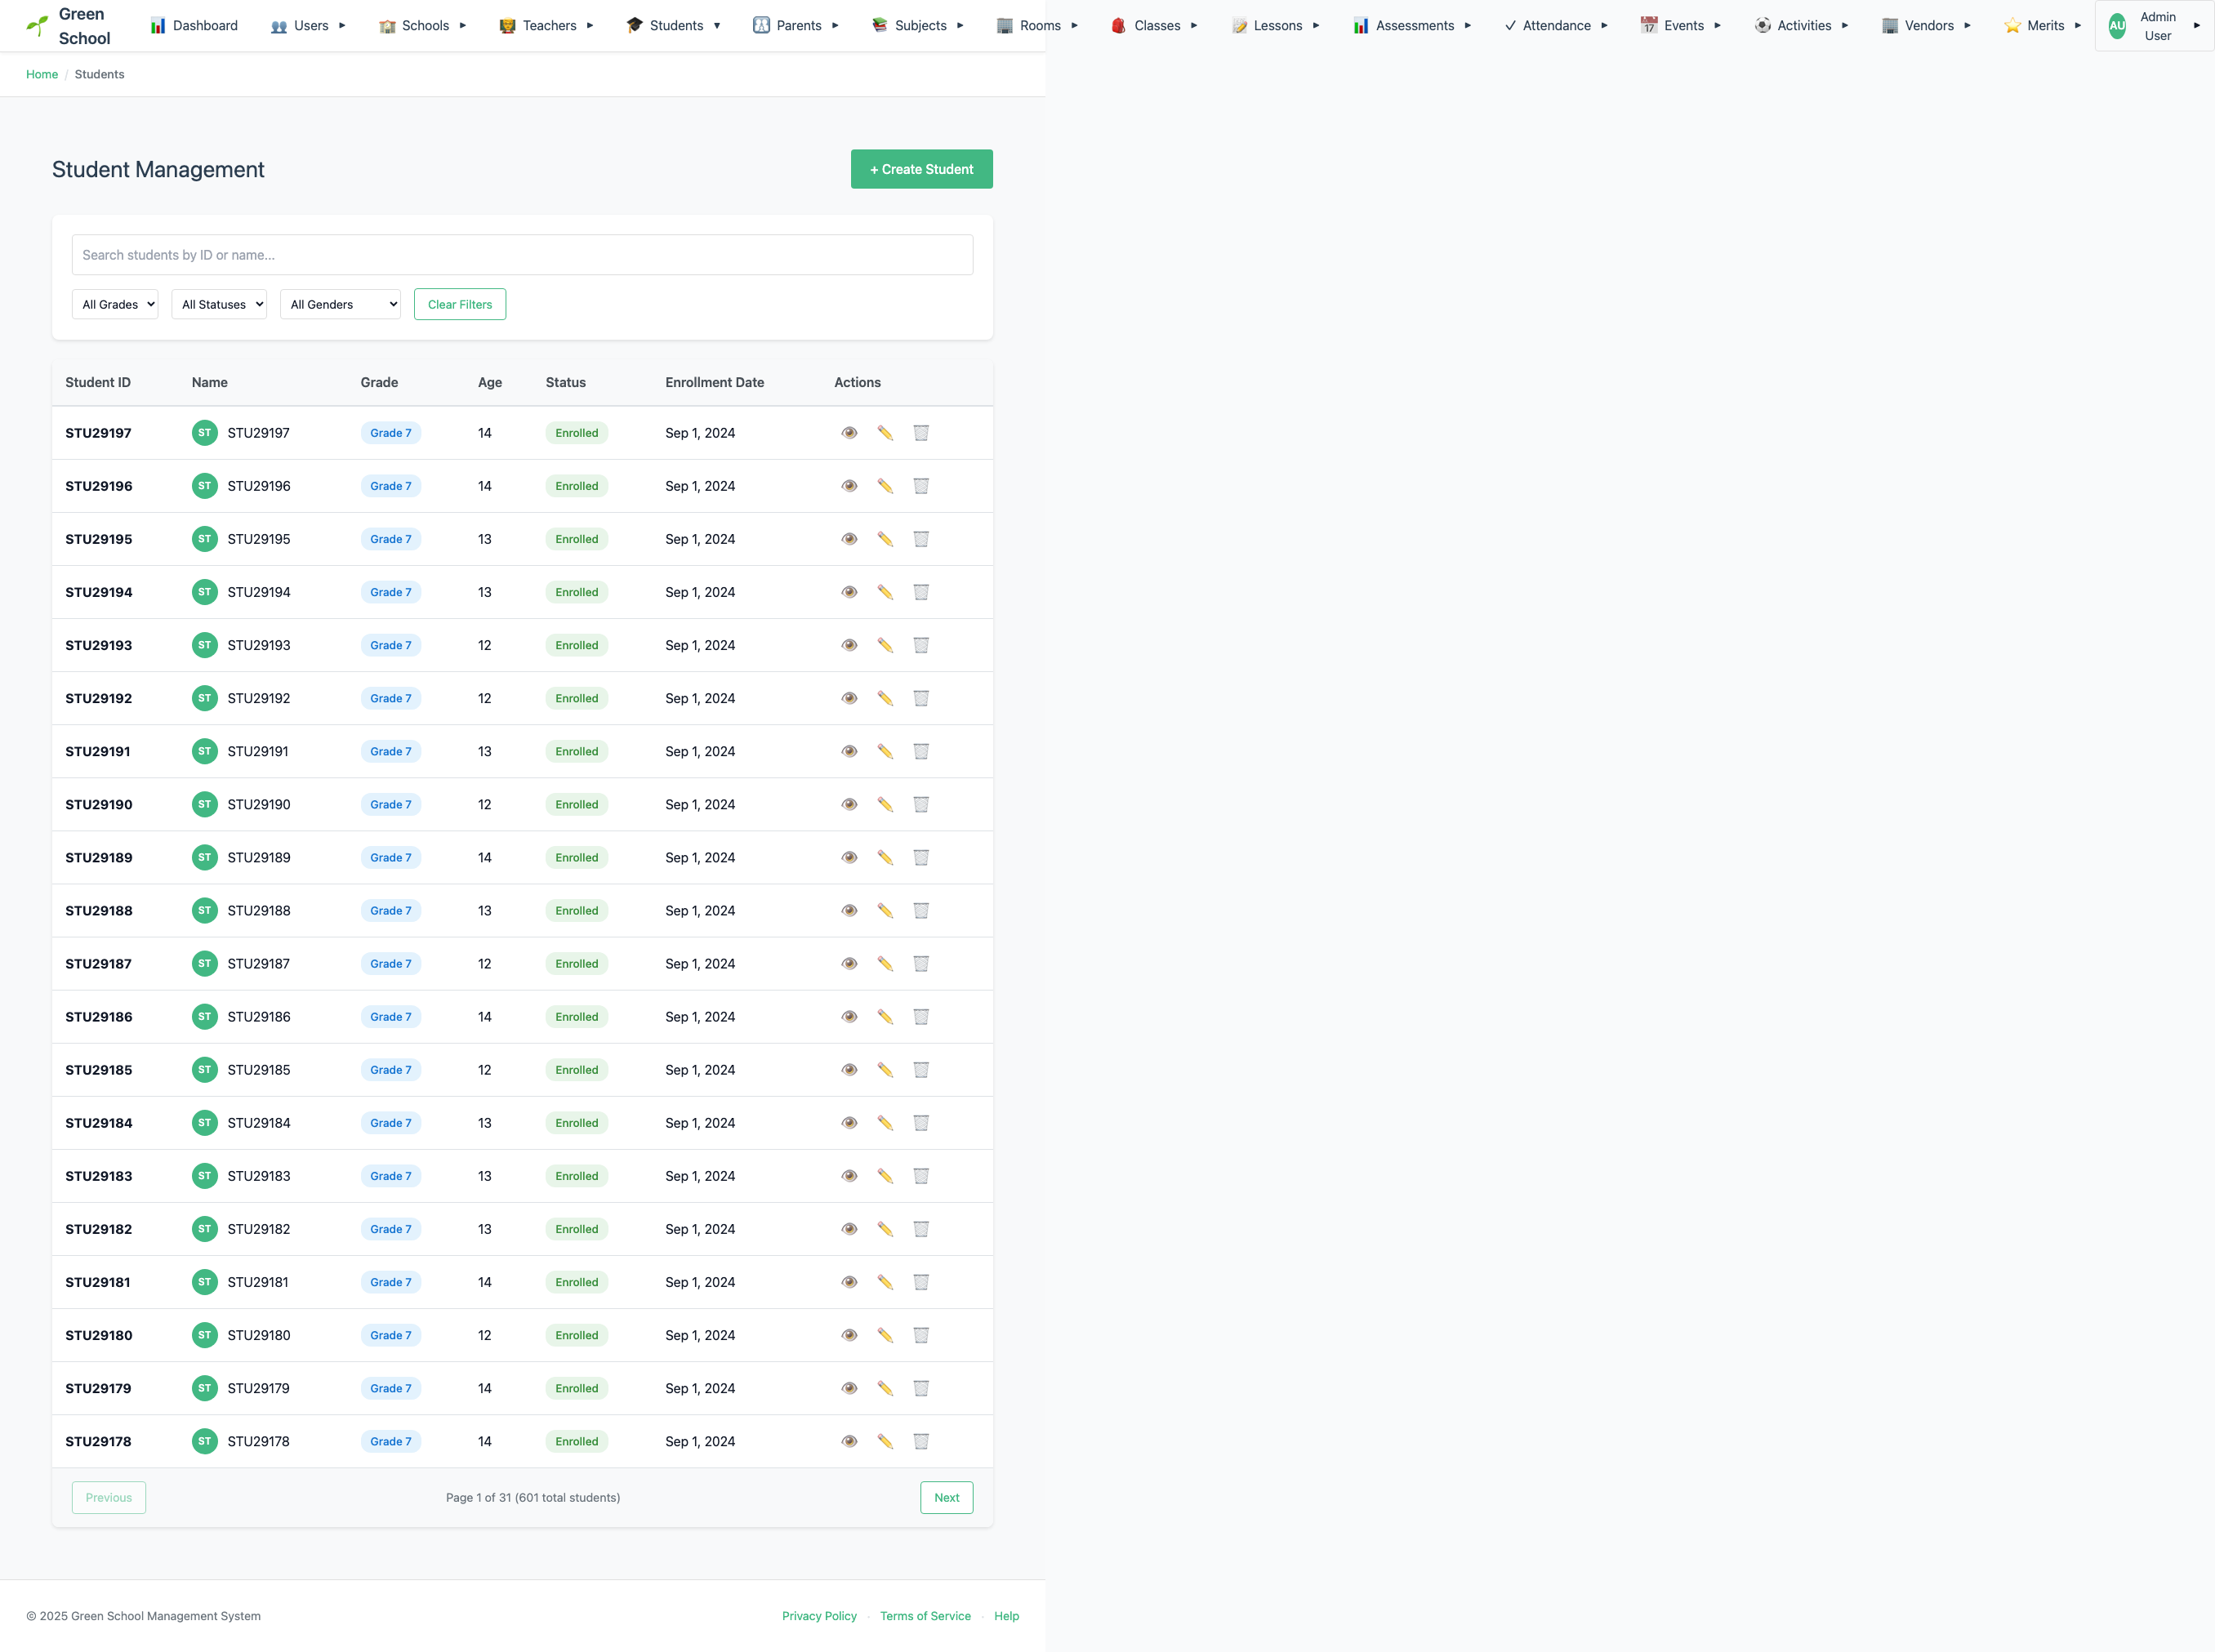 Green School
Dashboard Users ▸ Schools ▸ Teachers ▸ Students ▾ Parents ▸ Subjects ▸ Rooms ▸ Classes ▸ Lessons ▸ Assessments ▸ ✓ Attendance ▸ Events ▸ Activities ▸ Vendors ▸ Merits ▸ AU Admin User ▸
Home / Students
Student Management
+ Create Student
Search students by ID or name...
All Grades All Statuses All Genders Clear Filters
Student ID Name Grade Age Status Enrollment Date Actions
STU29197 ST STU29197 Grade 7 14 Enrolled Sep 1, 2024
STU29196 ST STU29196 Grade 7 14 Enrolled Sep 1, 2024
STU29195 ST STU29195 Grade 7 13 Enrolled Sep 1, 2024
STU29194 ST STU29194 Grade 7 13 Enrolled Sep 1, 2024
STU29193 ST STU29193 Grade 7 12 Enrolled Sep 1, 2024
STU29192 ST STU29192 Grade 7 12 Enrolled Sep 1, 2024
STU29191 ST STU29191 Grade 7 13 Enrolled Sep 1, 2024
STU29190 ST STU29190 Grade 7 12 Enrolled Sep 1, 2024
STU29189 ST STU29189 Grade 7 14 Enrolled Sep 1, 2024
STU29188 ST STU29188 Grade 7 13 Enrolled Sep 1, 2024
STU29187 ST STU29187 Grade 7 12 Enrolled Sep 1, 2024
STU29186 ST STU29186 Grade 7 14 Enrolled Sep 1, 2024
STU29185 ST STU29185 Grade 7 12 Enrolled Sep 1, 2024
STU29184 ST STU29184 Grade 7 13 Enrolled Sep 1, 2024
STU29183 ST STU29183 Grade 7 13 Enrolled Sep 1, 2024
STU29182 ST STU29182 Grade 7 13 Enrolled Sep 1, 2024
STU29181 ST STU29181 Grade 7 14 Enrolled Sep 1, 2024
STU29180 ST STU29180 Grade 7 12 Enrolled Sep 1, 2024
STU29179 ST STU29179 Grade 7 14 Enrolled Sep 1, 2024
STU29178 ST STU29178 Grade 7 14 Enrolled Sep 1, 2024
Previous Page 1 of 31 (601 total students) Next
© 2025 Green School Management System Privacy Policy · Terms of Service · Help